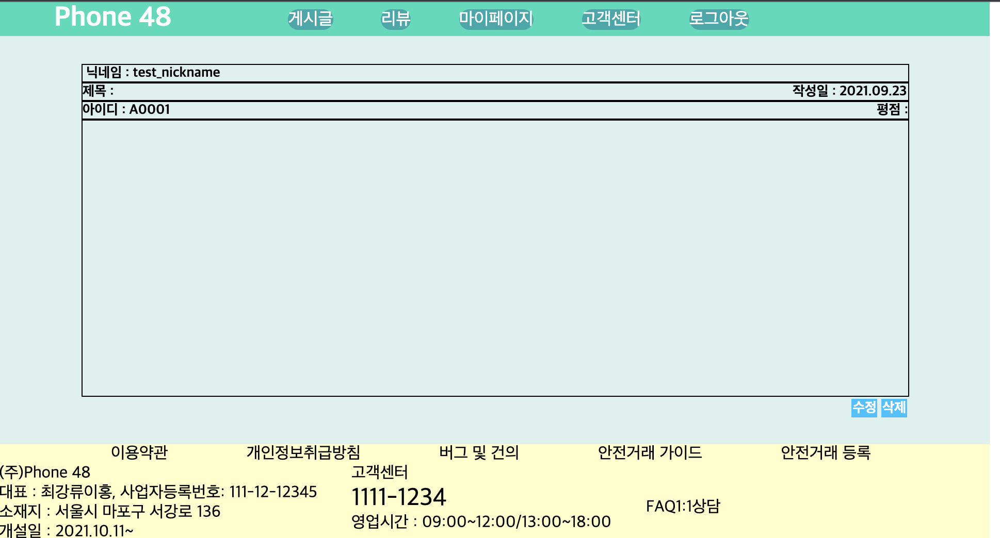 Phone 48 게시글 리뷰 마이페이지 고객센터 로그아웃
닉네임 : test_nickname
제목 : 작성일 : 2021.09.23
아이디 : A0001 평점 :
수정 삭제
이용약관 개인정보취급방침 버그 및 건의 안전거래 가이드 안전거래 등록
(주)Phone 48
대표 : 최강류이홍, 사업자등록번호: 111-12-12345
소재지 : 서울시 마포구 서강로 136
개설일 : 2021.10.11~
고객센터
1111-1234
영업시간 : 09:00~12:00/13:00~18:00
FAQ1:1상담